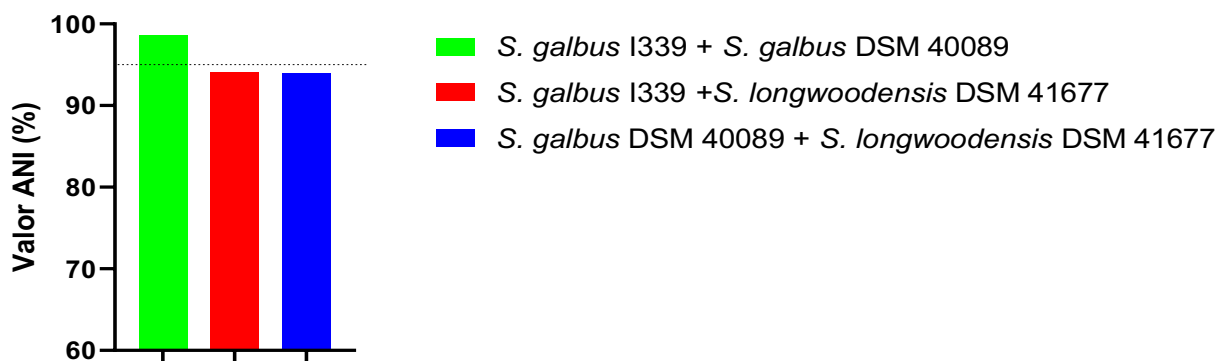 Valor ANI (%)
100
90
80
70
60
S. galbus I339 + S. galbus DSM 40089
S. galbus I339 +S. longwoodensis DSM 41677
S. galbus DSM 40089 + S. longwoodensis DSM 41677